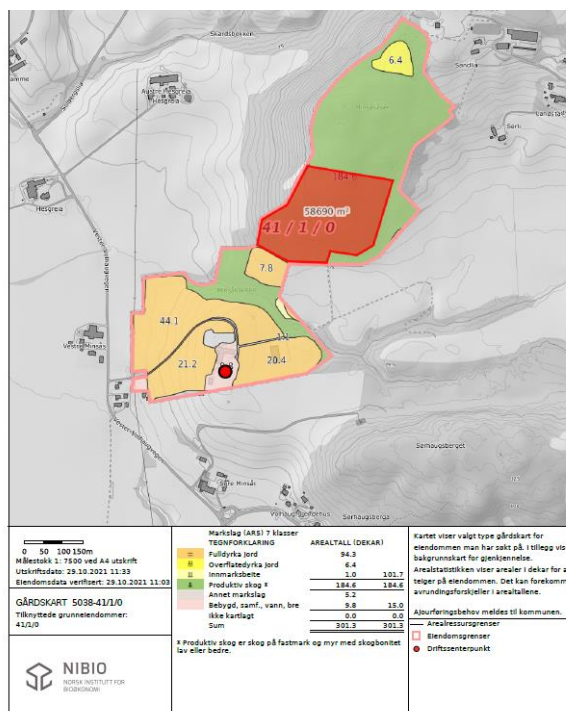 Skardsbekken
6.4
Sandlia
Austre Hesgreia
Sørli
184.6
58690 m²
41 / 1 / 0
Hesgreia
7.8
44.1
1.1
21.2
20.4
Vestre Minsås
Sørhaugsberget
Sørhaugsberga
0 50 100 150m
Målestokk 1: 7500 ved A4 utskrift
Utskriftsdato: 29.10.2021 11:33
Eiendomsdata verifisert: 29.10.2021 11:03
GÅRDSKART 5038-41/1/0
Tilknyttede grunneiendommer:
41/1/0
NIBIO
NORSK INSTITUTT FOR
BIOØKONOMI
Markslag (AR5) 7 klasser
TEGNFORKLARING AREALTALL (DEKAR)
Fulldyrka jord 94.3
Overflatedyrka jord 6.4
Innmarksbeite 1.0 101.7
Produktiv skog * 184.6 184.6
Annet markslag 5.2
Bebygd, samf., vann, bre 9.8 15.0
Ikke kartlagt 0.0 0.0
Sum 301.3 301.3
* Produktiv skog er skog på fastmark og myr med skogbonitet
lav eller bedre.
Kartet viser valgt type gårdskart for
eiendommen man har søkt på. I tillegg vis
bakgrunnskart for gjenkjennelse.
Arealstatistikken viser arealer i dekar for a
teiger på eiendommen. Det kan forekomm
avrundingsforskjeller i arealtallene.
Ajourføringsbehov meldes til kommunen.
Arealressursgrenser
Eiendomsgrenser
Driftssenterpunkt